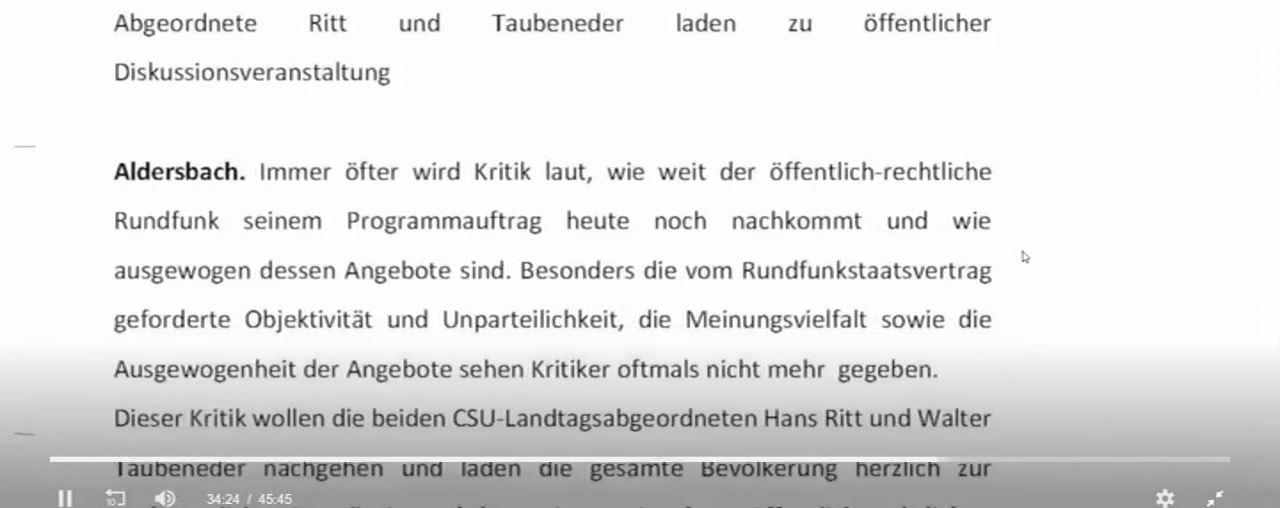 Abgeordnete Ritt und Taubeneder laden zu öffentlicher
Diskussionsveranstaltung
Aldersbach. Immer öfter wird Kritik laut, wie weit der öffentlich-rechtliche
Rundfunk seinem Programmauftrag heute noch nachkommt und wie
ausgewogen dessen Angebote sind. Besonders die vom Rundfunkstaatsvertrag
geforderte Objektivität und Unparteilichkeit, die Meinungsvielfalt sowie die
Ausgewogenheit der Angebote sehen Kritiker oftmals nicht mehr gegeben.
Dieser Kritik wollen die beiden CSU-Landtagsabgeordneten Hans Ritt und Walter
Taubeneder nachgehen und laden die gesamte Bevölkerung herzlich zur
10
34:24 / 45:45